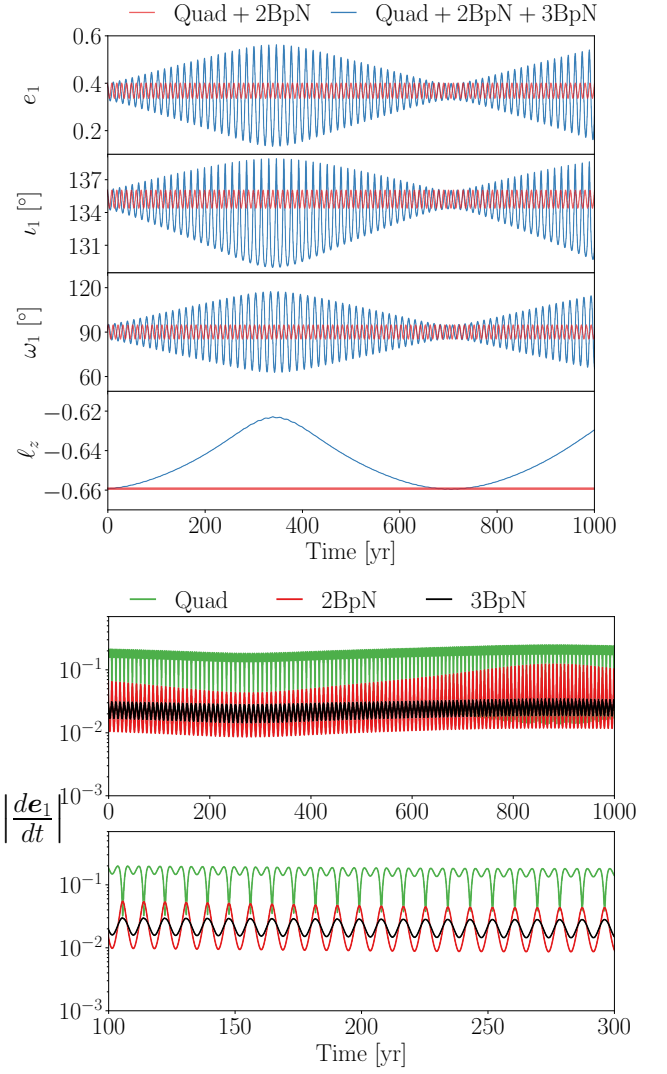 Quad + 2BpN Quad + 2BpN + 3BpN
0.6
0.4
0.2
e₁
137
134
131
ι₁ [°]
120
90
60
ω₁ [°]
−0.62
−0.64
−0.66
ℓ_z
0 200 400 600 800 1000
Time [yr]
Quad 2BpN 3BpN
10⁻¹
10⁻²
10⁻³
0 200 400 600 800 1000
|de₁/dt|
10⁻¹
10⁻²
10⁻³
100 150 200 250 300
Time [yr]